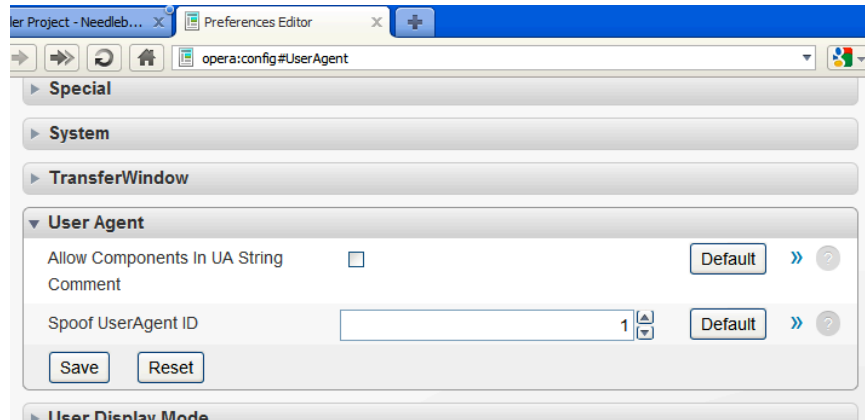 ler Project - Needleb...
Preferences Editor
opera:config#UserAgent
Special
System
TransferWindow
User Agent
Allow Components In UA String
Comment
Default
Spoof UserAgent ID
1
Default
Save
Reset
User Display Mode